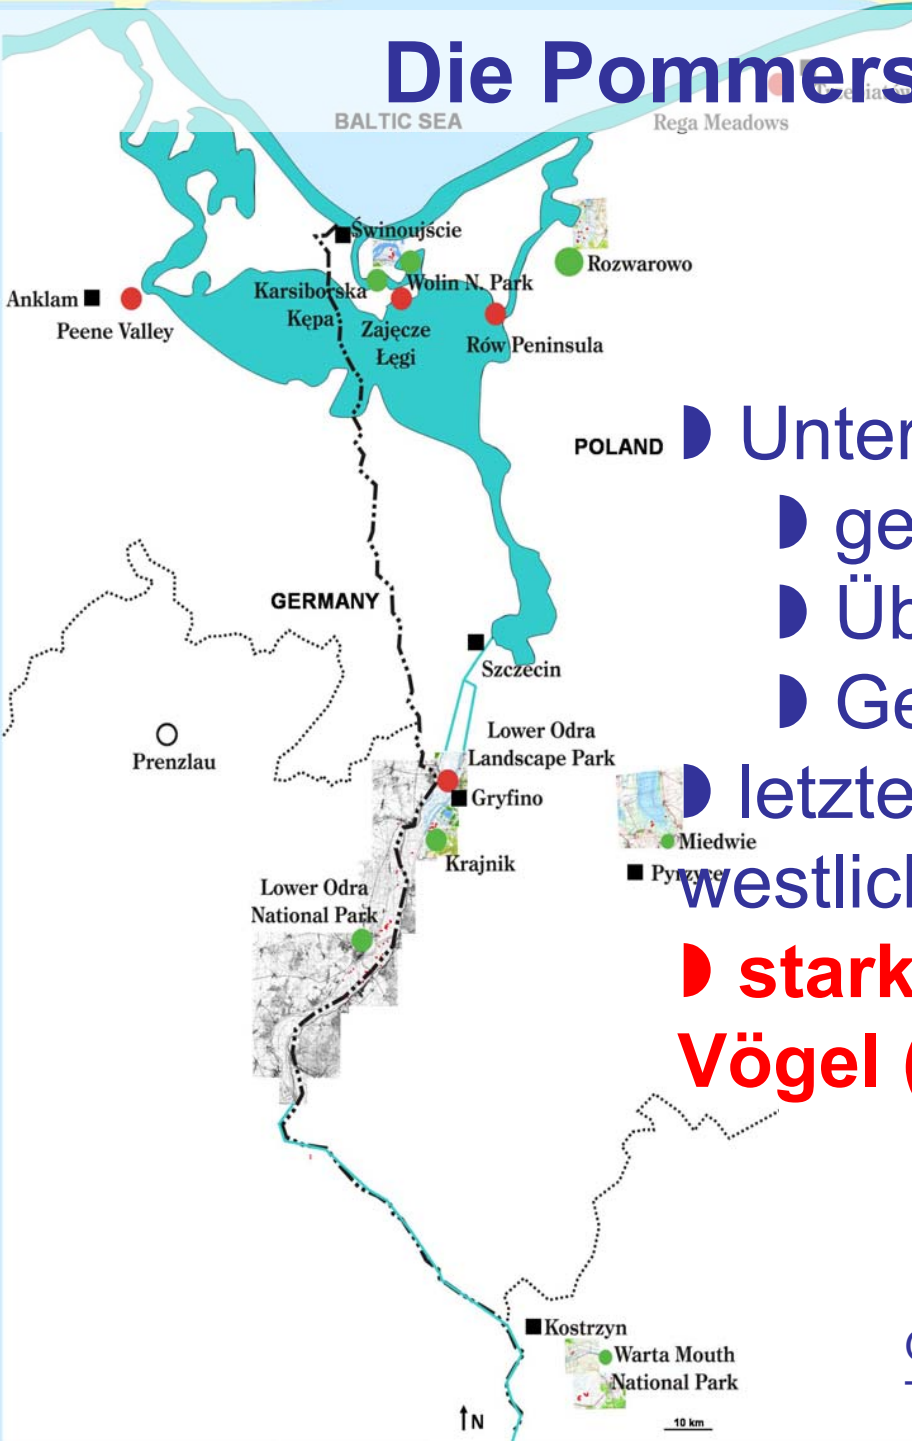 Die Pommers
BALTIC SEA
Rega Meadows
Świnoujście
Rozwarowo
Wolin N. Park
Karsiborska
Kępa
Anklam
Peene Valley
Zajęcze
Łęgi
Rów Peninsula
POLAND
Unter
ge
Üb
Ge
GERMANY
Szczecin
Lower Odra
Landscape Park
Prenzlau
Gryfino
letzte
Miedwie
Krajnik
Pyrzyce
westlich
Lower Odra
National Park
stark
Vögel (
Kostrzyn
Warta Mouth
National Park
N
10 km